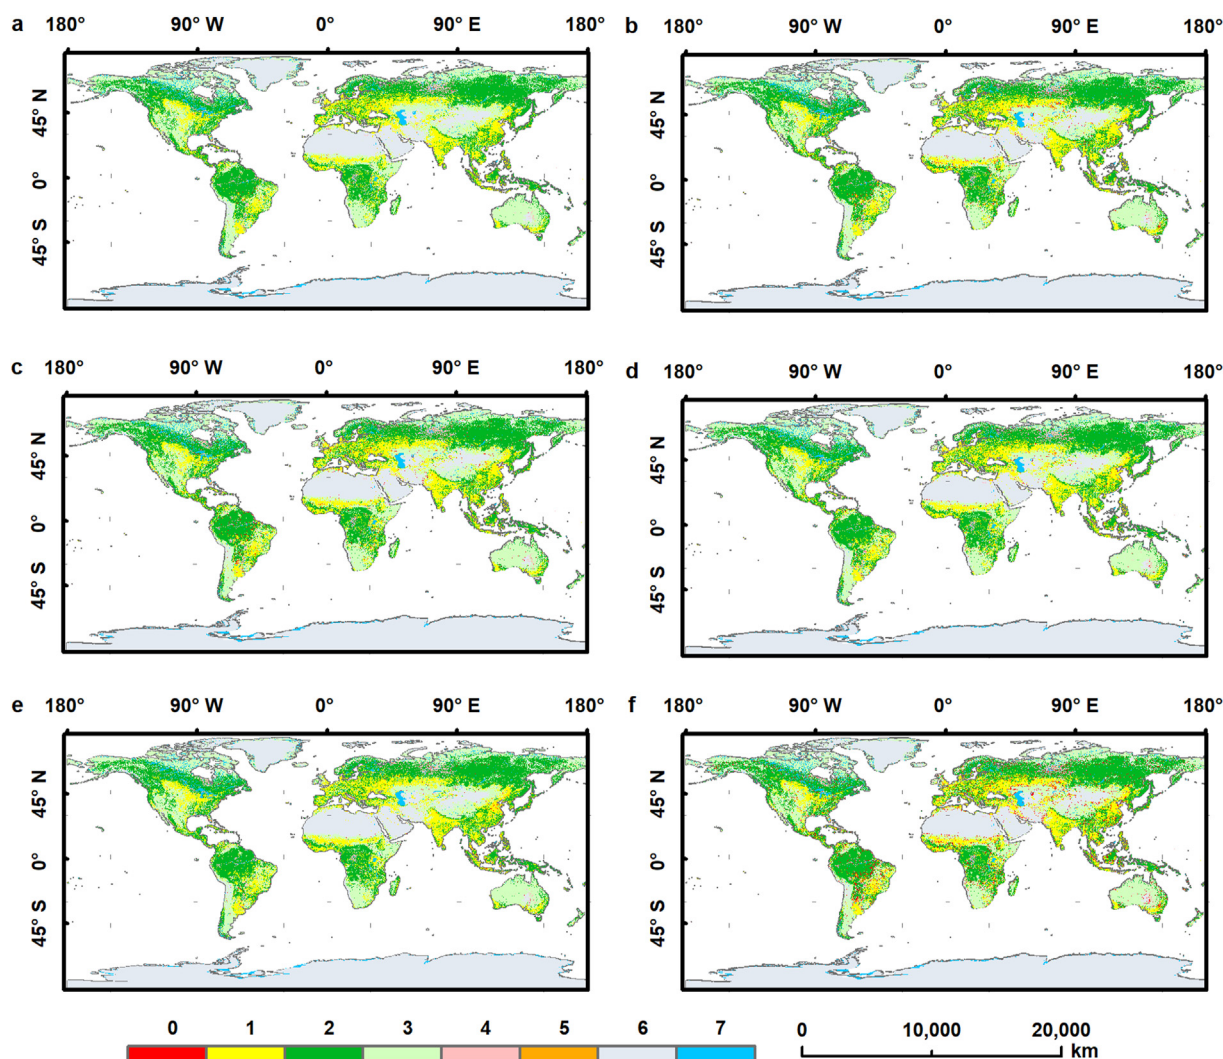 a 180° 90° W 0° 90° E 180° b 180° 90° W 0° 90° E 180°
45° N 0° 45° S 45° N 0° 45° S
c 180° 90° W 0° 90° E 180° d 180° 90° W 0° 90° E 180°
45° N 0° 45° S 45° N 0° 45° S
e 180° 90° W 0° 90° E 180° f 180° 90° W 0° 90° E 180°
45° N 0° 45° S 45° N 0° 45° S
0 1 2 3 4 5 6 7 0 10,000 20,000
km